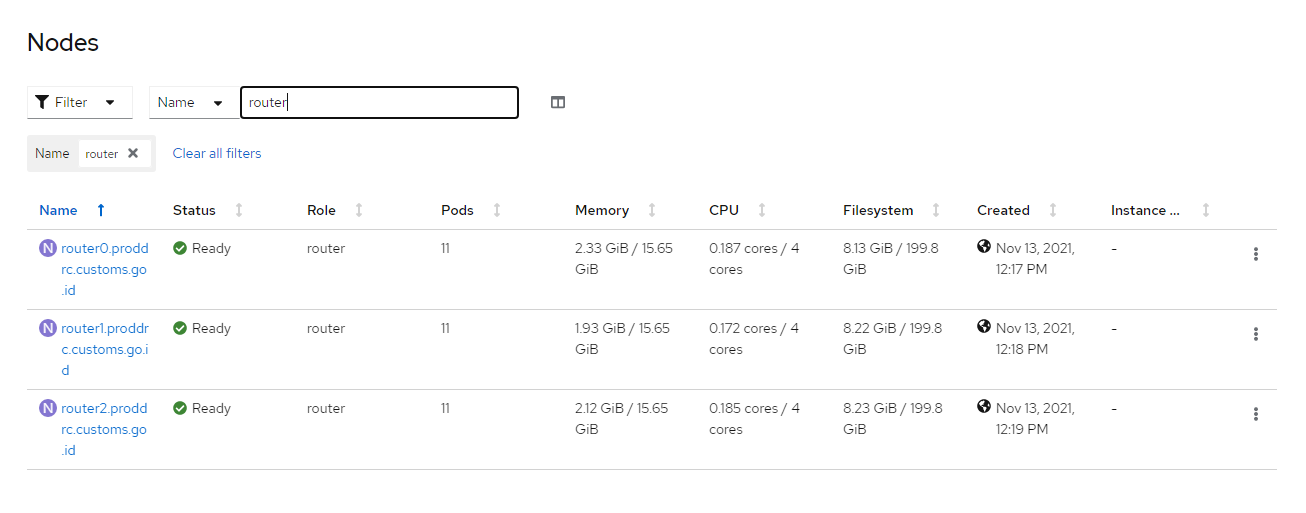 Nodes
Filter Name router
Name router Clear all filters
Name Status Role Pods Memory CPU Filesystem Created Instance ...
N router0.prodd Ready router 11 2.33 GiB / 15.65 0.187 cores / 4 8.13 GiB / 199.8 Nov 13, 2021, -
rc.customs.go GiB cores GiB 12:17 PM
.id
N router1.proddr Ready router 11 1.93 GiB / 15.65 0.172 cores / 4 8.22 GiB / 199.8 Nov 13, 2021, -
c.customs.go.i GiB cores GiB 12:18 PM
d
N router2.prodd Ready router 11 2.12 GiB / 15.65 0.185 cores / 4 8.23 GiB / 199.8 Nov 13, 2021, -
rc.customs.go GiB cores GiB 12:19 PM
.id